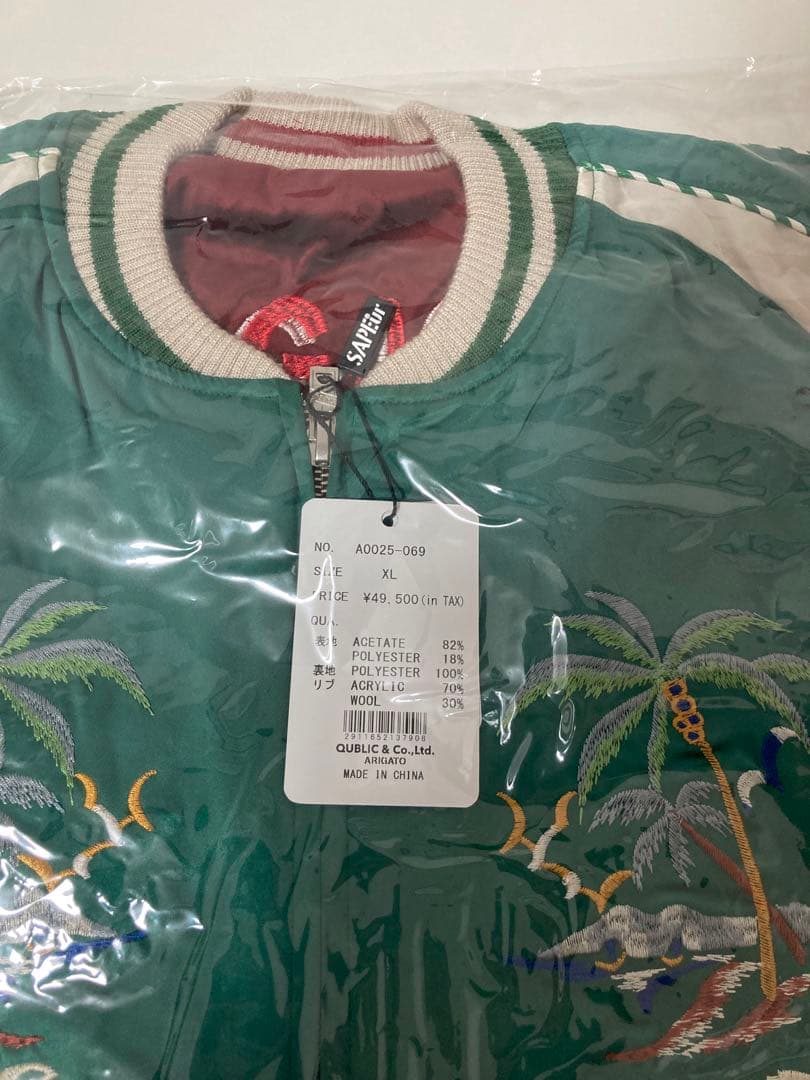 SAPEur
NO. A0025-069
SIZE XL
PRICE ¥49,500(in TAX)
QUA.
表地 ACETATE 82%
POLYESTER 18%
裏地 POLYESTER 100%
リブ ACRYLIC 70%
WOOL 30%
2911652137908
QUBLIC & Co.,Ltd.
ARIGATO
MADE IN CHINA